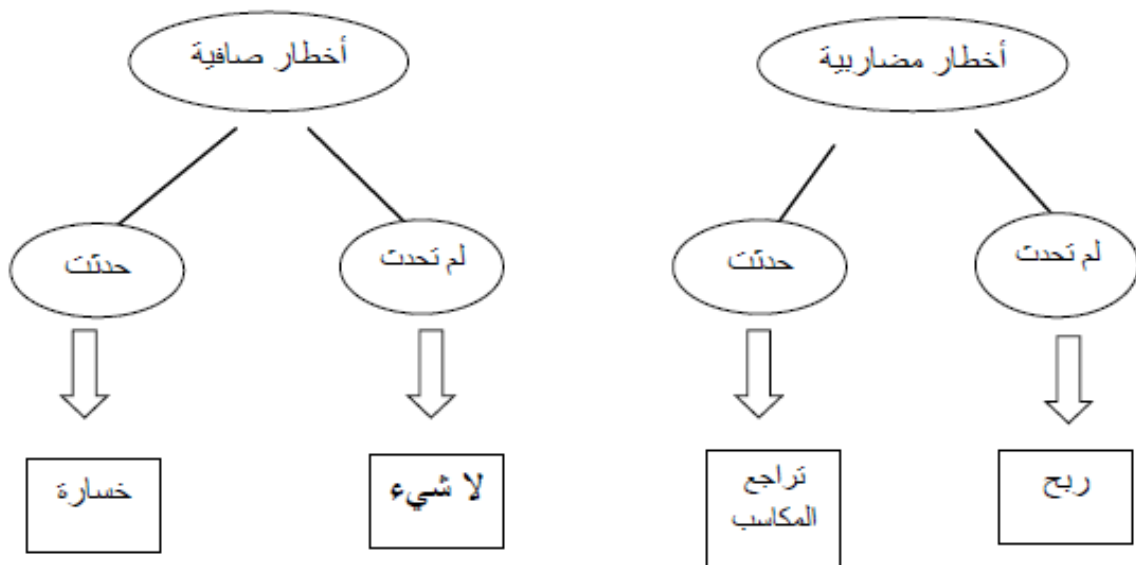 أخطار مضاربية
أخطار صافية
لم تحدث
حدثت
لم تحدث
حدثت
ربح
تراجع
المكاسب
لا شيء
خسارة